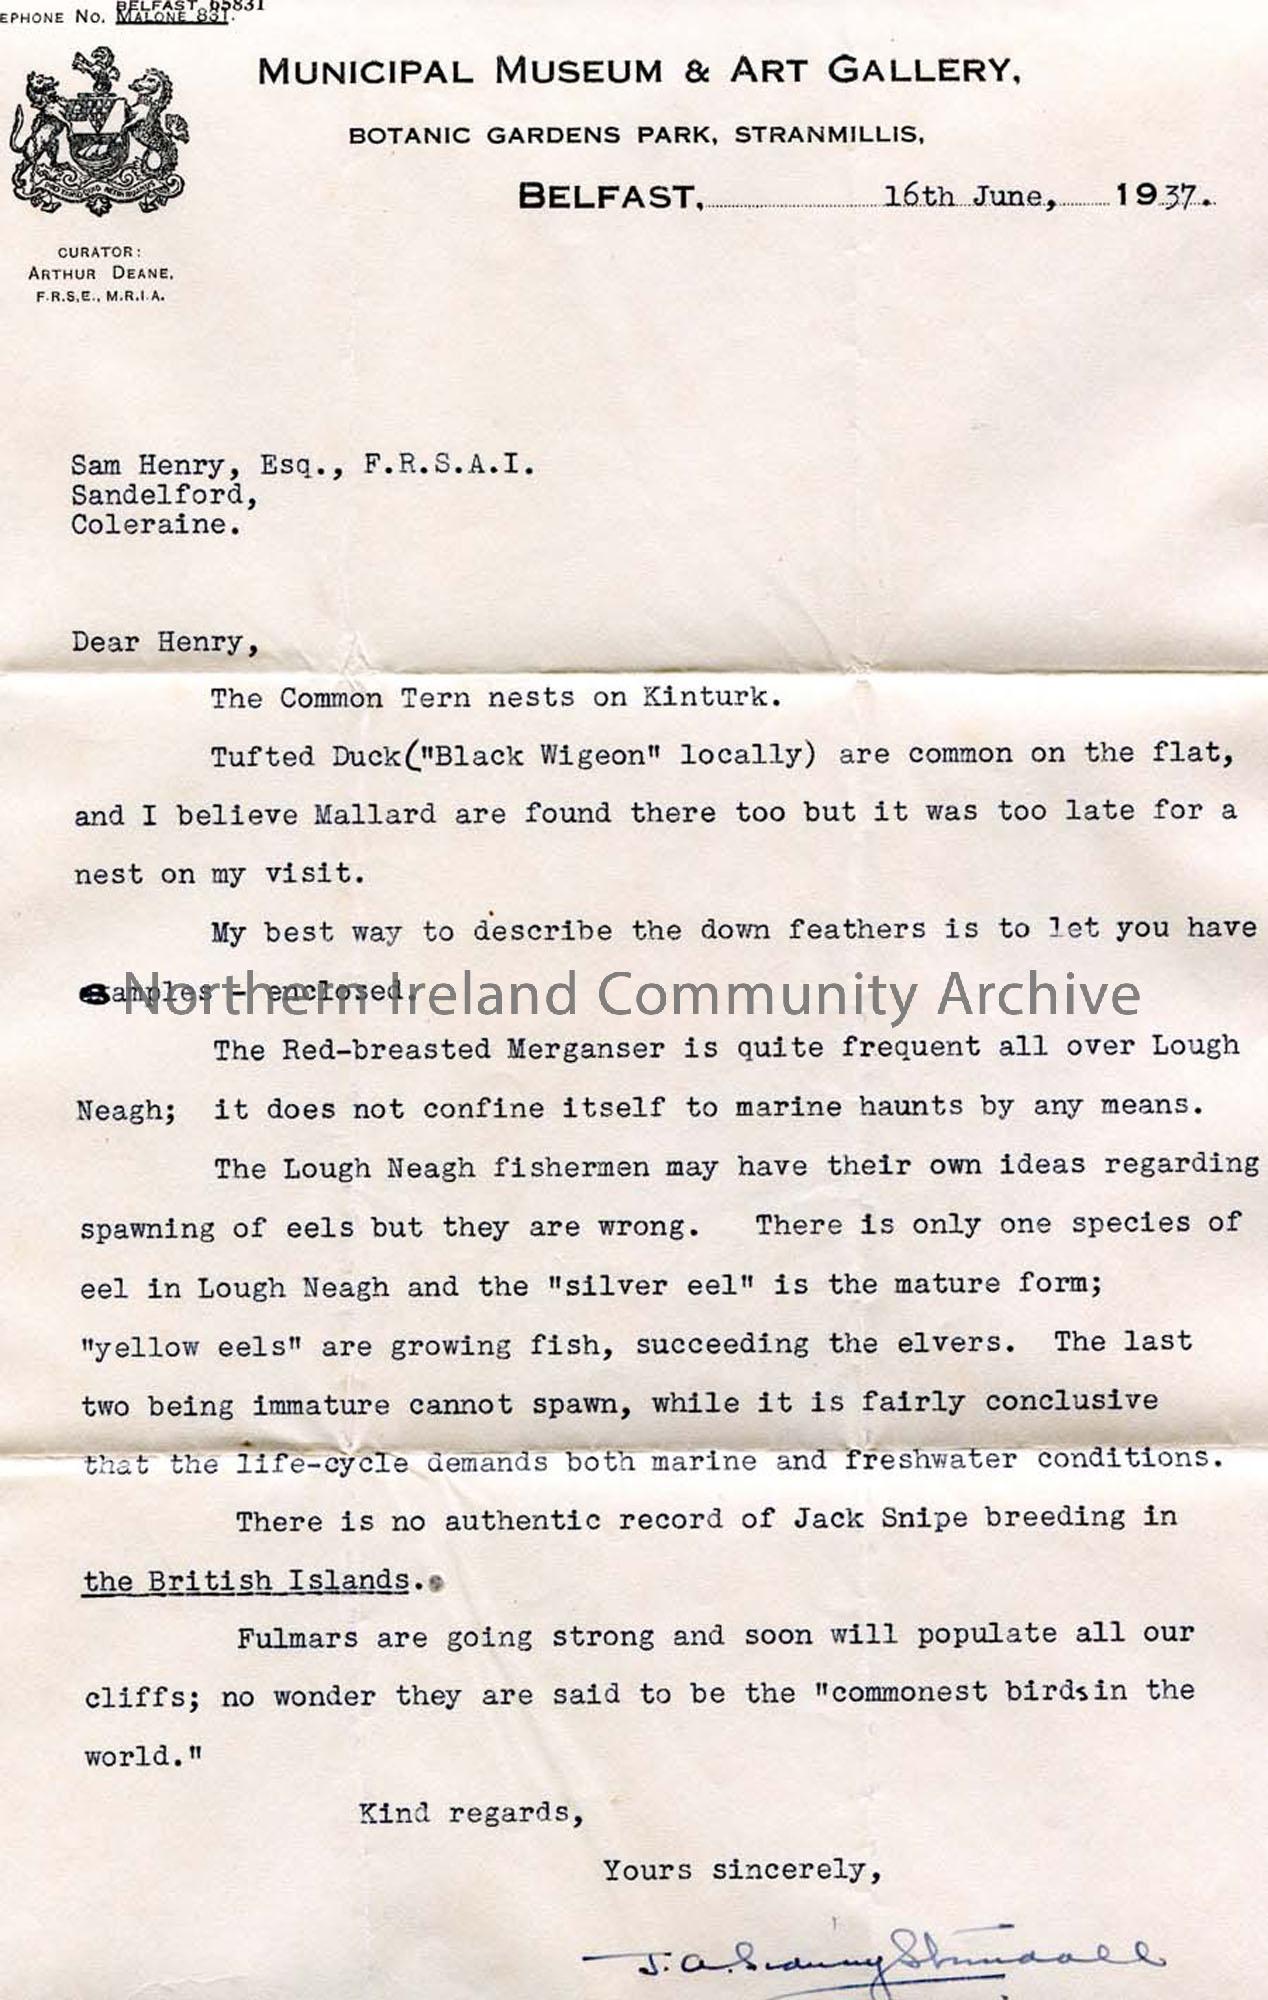 BELFAST 65831
EPHONE No. MALONE 831.
MUNICIPAL MUSEUM & ART GALLERY,
BOTANIC GARDENS PARK, STRANMILLIS,
BELFAST, 16th June, 1937.
CURATOR:
ARTHUR DEANE,
F.R.S.E., M.R.I.A.
Sam Henry, Esq., F.R.S.A.I.
Sandelford,
Coleraine.
Dear Henry,
The Common Tern nests on Kinturk.
Tufted Duck("Black Wigeon" locally) are common on the flat,
and I believe Mallard are found there too but it was too late for a
nest on my visit.
My best way to describe the down feathers is to let you have
samples - enclosed.
Northern Ireland Community Archive
The Red-breasted Merganser is quite frequent all over Lough
Neagh; it does not confine itself to marine haunts by any means.
The Lough Neagh fishermen may have their own ideas regarding
spawning of eels but they are wrong. There is only one species of
eel in Lough Neagh and the "silver eel" is the mature form;
"yellow eels" are growing fish, succeeding the elvers. The last
two being immature cannot spawn, while it is fairly conclusive
that the life-cycle demands both marine and freshwater conditions.
There is no authentic record of Jack Snipe breeding in
the British Islands.
Fulmars are going strong and soon will populate all our
cliffs; no wonder they are said to be the "commonest birds in the
world."
Kind regards,
Yours sincerely,
J. A. Sidney Stendall